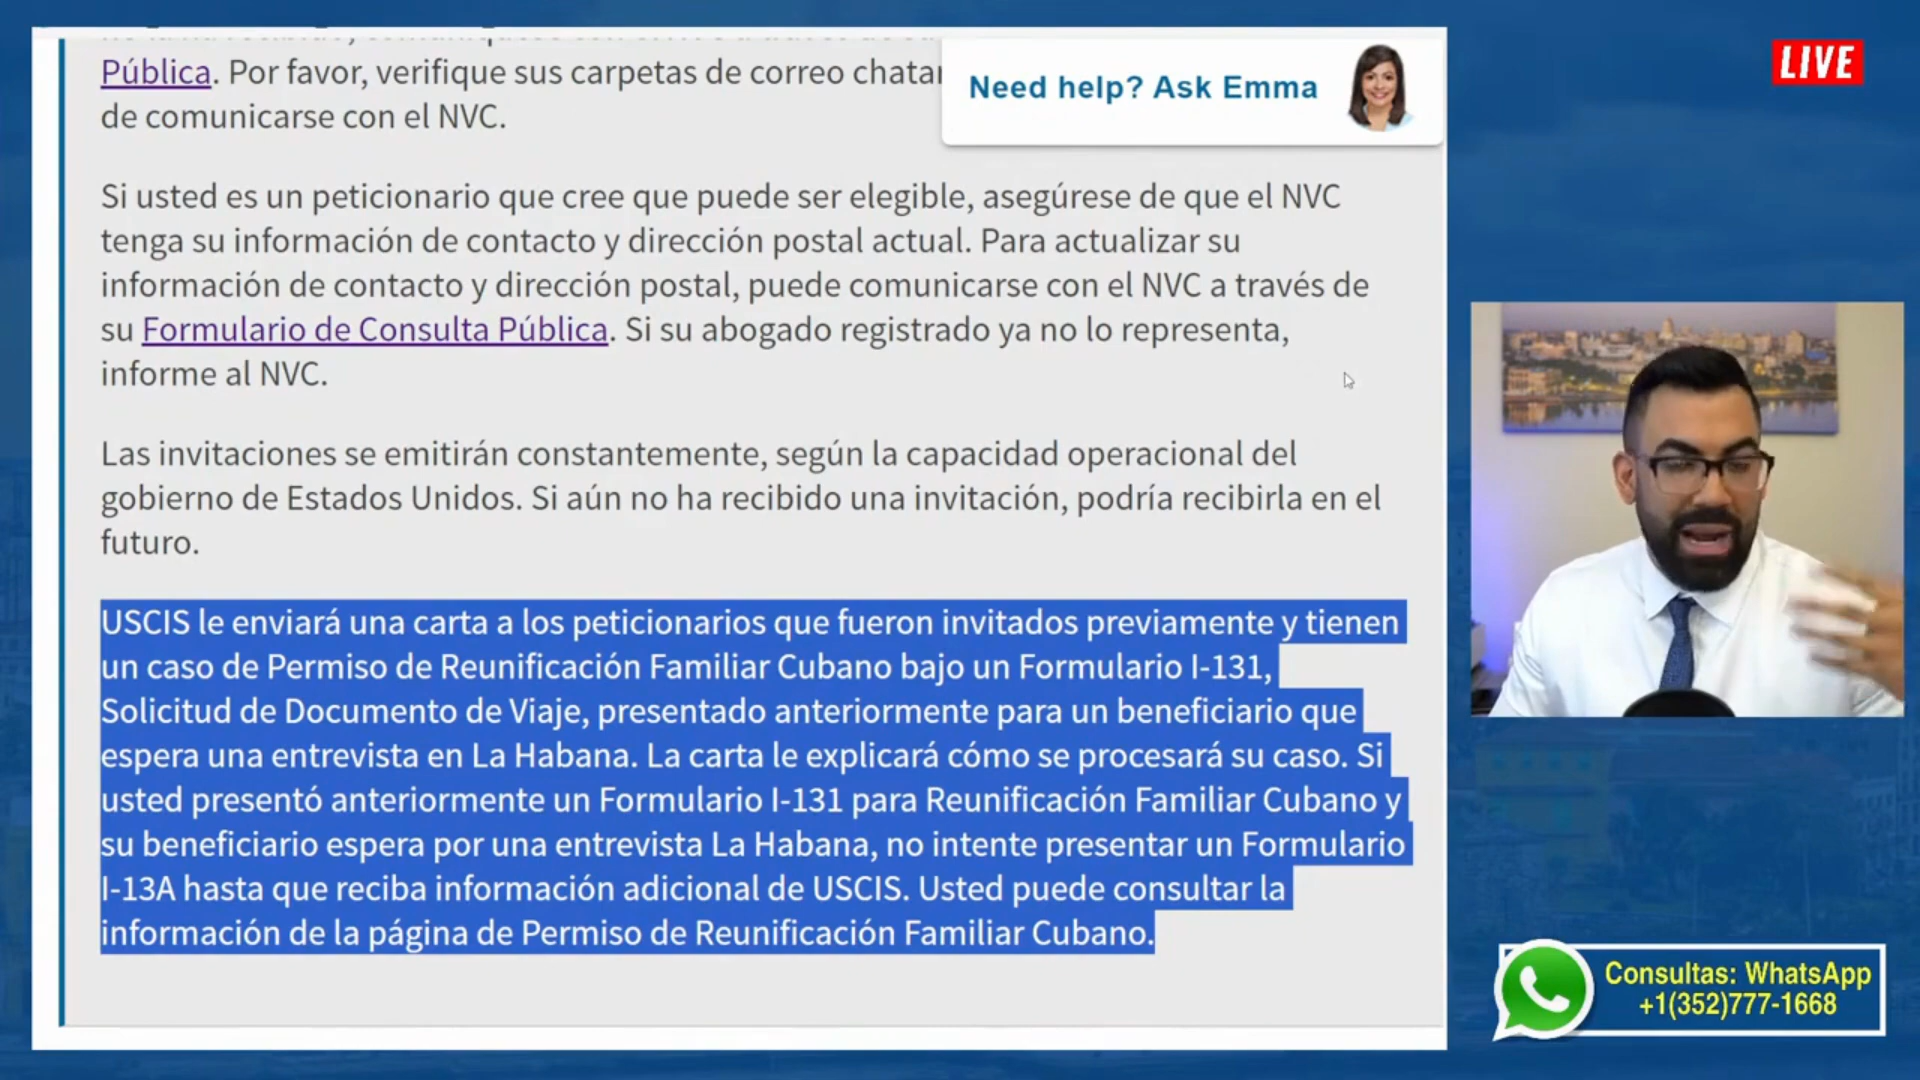 Pública. Por favor, verifique sus carpetas de correo
de comunicarse con el NVC.
Need help? Ask Emma
Si usted es un peticionario que cree que puede ser elegible, asegúrese de que el NVC
tenga su información de contacto y dirección postal actual. Para actualizar su
información de contacto y dirección postal, puede comunicarse con el NVC a través de
su Formulario de Consulta Pública. Si su abogado registrado ya no lo representa,
informe al NVC.
Las invitaciones se emitirán constantemente, según la capacidad operacional del
gobierno de Estados Unidos. Si aún no ha recibido una invitación, podría recibirla en el
futuro.
USCIS le enviará una carta a los peticionarios que fueron invitados previamente y tienen
un caso de Permiso de Reunificación Familiar Cubano bajo un Formulario I-131,
Solicitud de Documento de Viaje, presentado anteriormente para un beneficiario que
espera una entrevista en La Habana. La carta le explicará cómo se procesará su caso. Si
usted presentó anteriormente un Formulario I-131 para Reunificación Familiar Cubano y
su beneficiario espera por una entrevista La Habana, no intente presentar un Formulario
I-13A hasta que reciba información adicional de USCIS. Usted puede consultar la
información de la página de Permiso de Reunificación Familiar Cubano.
LIVE
Consultas: WhatsApp
+1(352)777-1668